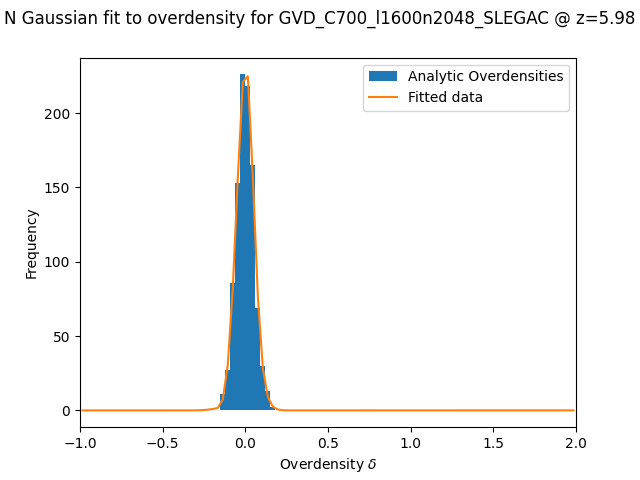 N Gaussian fit to overdensity for GVD_C700_l1600n2048_SLEGAC @ z=5.98
Analytic Overdensities
Fitted data
Frequency
200
150
100
50
0
−1.0 −0.5 0.0 0.5 1.0 1.5 2.0
Overdensity δ